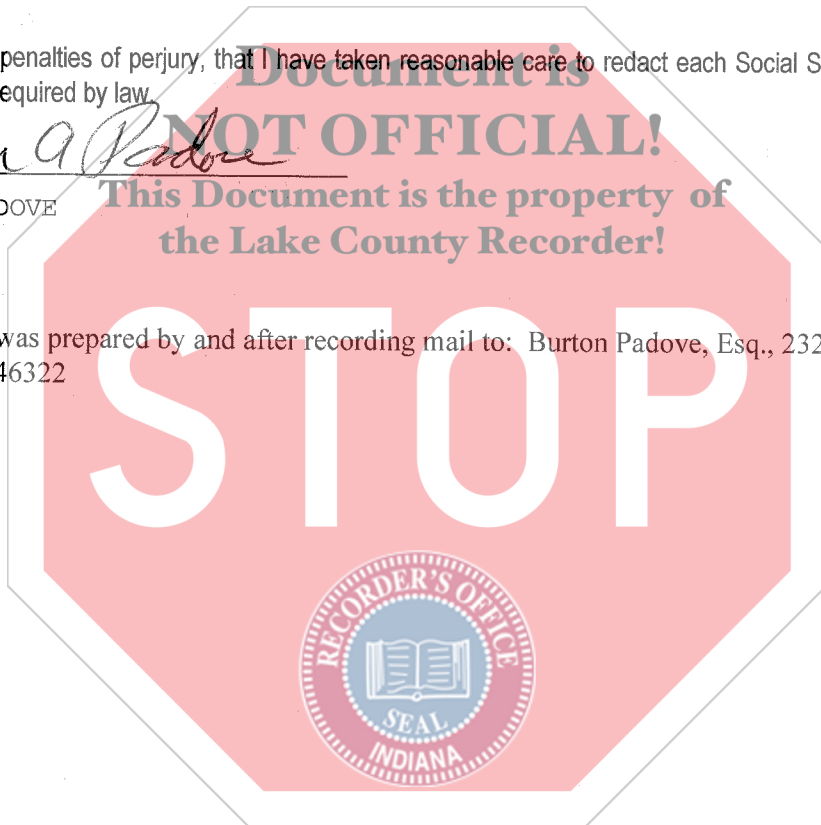 penalties of perjury, that I have taken reasonable care to redact each Social S
equired by law.
Document is
NOT OFFICIAL!
a Padove
This Document is the property of
the Lake County Recorder!
DOVE
was prepared by and after recording mail to: Burton Padove, Esq., 232
46322
STOP
RECORDER'S OFFICE
SEAL
INDIANA